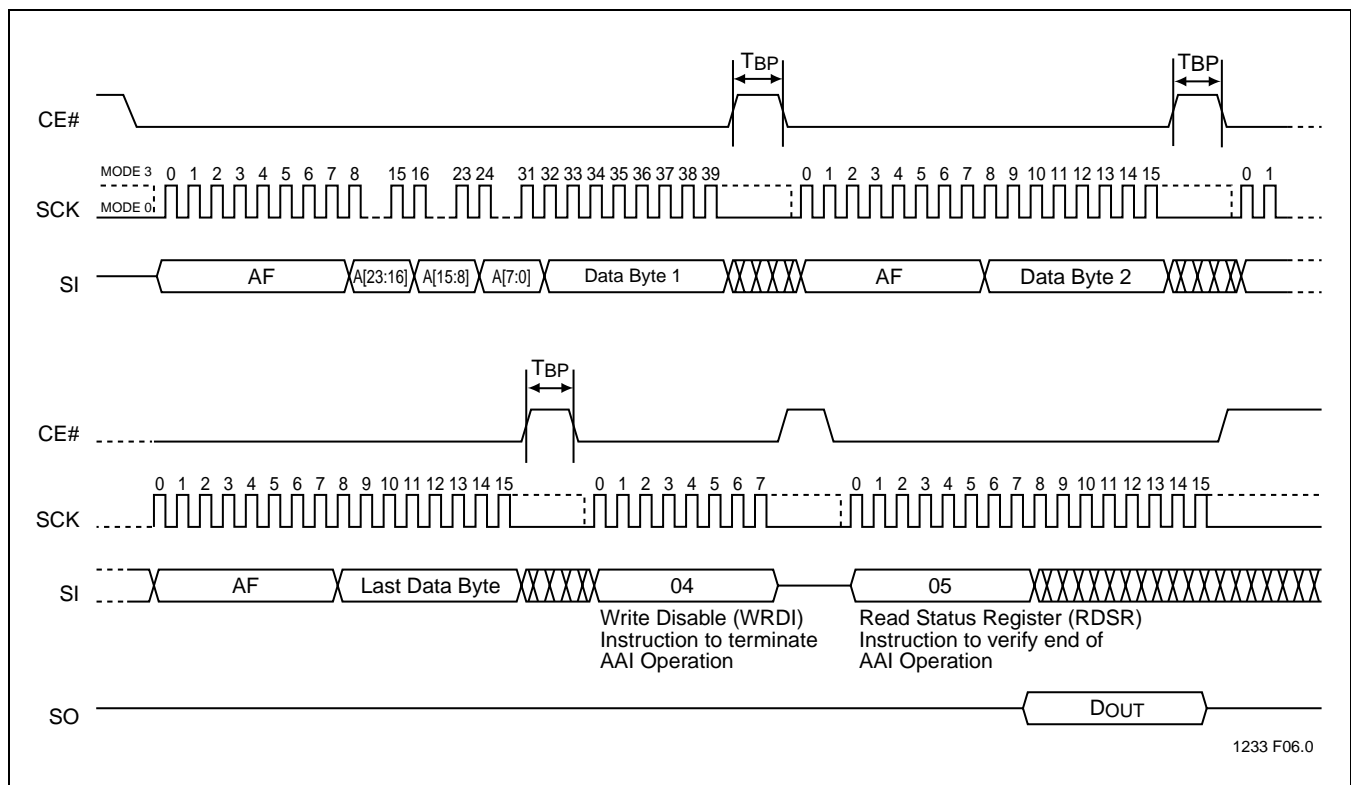 TBP TBP
CE#
MODE 3 0 1 2 3 4 5 6 7 8 15 16 23 24 31 32 33 34 35 36 37 38 39 0 1 2 3 4 5 6 7 8 9 10 11 12 13 14 15 0 1
SCK MODE 0
SI AF A[23:16] A[15:8] A[7:0] Data Byte 1 AF Data Byte 2
TBP
CE#
0 1 2 3 4 5 6 7 8 9 10 11 12 13 14 15 0 1 2 3 4 5 6 7 0 1 2 3 4 5 6 7 8 9 10 11 12 13 14 15
SCK
SI AF Last Data Byte 04 05
Write Disable (WRDI) Read Status Register (RDSR)
Instruction to terminate Instruction to verify end of
AAI Operation AAI Operation
SO DOUT
1233 F06.0